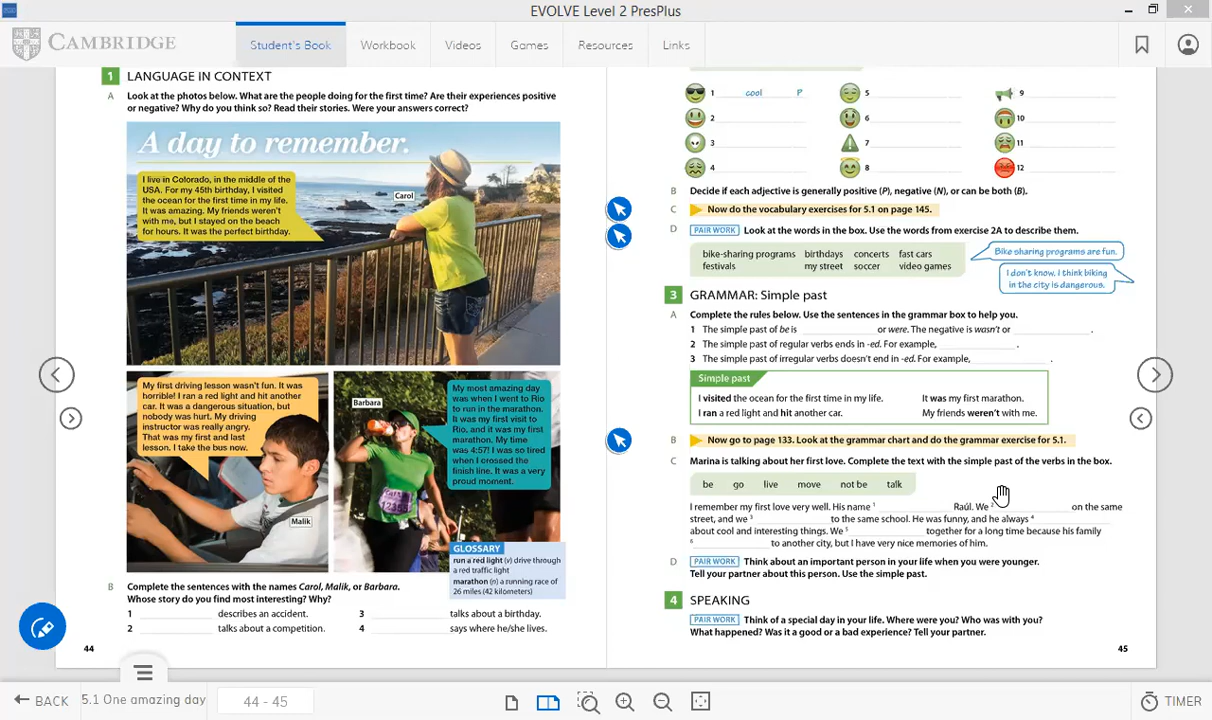 EVOLVE Level 2 PresPlus
CAMBRIDGE
Student's Book
Workbook
Videos
Games
Resources
Links
1 LANGUAGE IN CONTEXT
A Look at the photos below. What are the people doing for the first time? Are their experiences positive
or negative? Why do you think so? Read their stories. Were your answers correct?
A day to remember.
I live in Colorado, in the middle of the
USA. For my 45th birthday, I visited
the ocean for the first time in my life.
It was amazing. My friends weren't
with me, but I stayed on the beach
for hours. It was the perfect birthday.
Carol
My first driving lesson wasn't fun. It was
horrible! I ran a red light and hit another
car. It was a dangerous situation, but
nobody was hurt. My driving
instructor was really angry.
That was my first and last
lesson. I take the bus now.
Malik
Barbara
My most amazing day
was when I went to Rio
to run in the marathon.
It was my first visit to
Rio, and it was my first
marathon. My time
was 4:57! I was so tired
when I crossed the
finish line. It was a very
proud moment.
GLOSSARY
run a red light (v) drive through
a red traffic light
marathon (n) a running race of
26 miles (42 kilometers)
B Complete the sentences with the names Carol, Malik, or Barbara.
Whose story do you find most interesting? Why?
1 describes an accident.
2 talks about a competition.
3 talks about a birthday.
4 says where he/she lives.
44
1 cool P
2
3
4
5
6
7
8
9
10
11
12
B Decide if each adjective is generally positive (P), negative (N), or can be both (B).
C Now do the vocabulary exercises for 5.1 on page 145.
D PAIR WORK Look at the words in the box. Use the words from exercise 2A to describe them.
bike-sharing programs birthdays concerts fast cars
festivals my street soccer video games
Bike sharing programs are fun.
I don't know. I think biking
in the city is dangerous.
3 GRAMMAR: Simple past
A Complete the rules below. Use the sentences in the grammar box to help you.
1 The simple past of be is or were. The negative is wasn't or .
2 The simple past of regular verbs ends in -ed. For example, .
3 The simple past of irregular verbs doesn't end in -ed. For example, .
Simple past
I visited the ocean for the first time in my life. It was my first marathon.
I ran a red light and hit another car. My friends weren't with me.
B Now go to page 133. Look at the grammar chart and do the grammar exercise for 5.1.
C Marina is talking about her first love. Complete the text with the simple past of the verbs in the box.
be go live move not be talk
I remember my first love very well. His name 1 Raúl. We 2 on the same
street, and we 3 to the same school. He was funny, and he always 4
about cool and interesting things. We 5 together for a long time because his family
6 to another city, but I have very nice memories of him.
D PAIR WORK Think about an important person in your life when you were younger.
Tell your partner about this person. Use the simple past.
4 SPEAKING
PAIR WORK Think of a special day in your life. Where were you? Who was with you?
What happened? Was it a good or a bad experience? Tell your partner.
45
BACK
5.1 One amazing day
44 - 45
TIMER